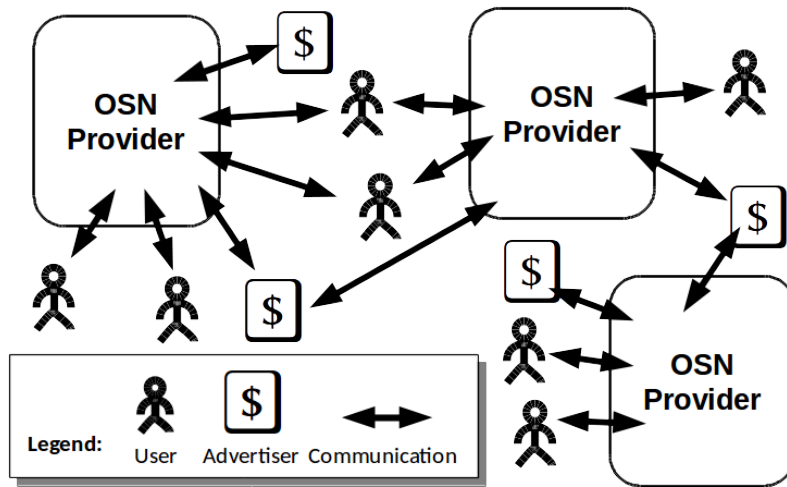 $
OSN
Provider
OSN
Provider
$
$
$
OSN
Provider
$
Legend:
User
Advertiser
Communication